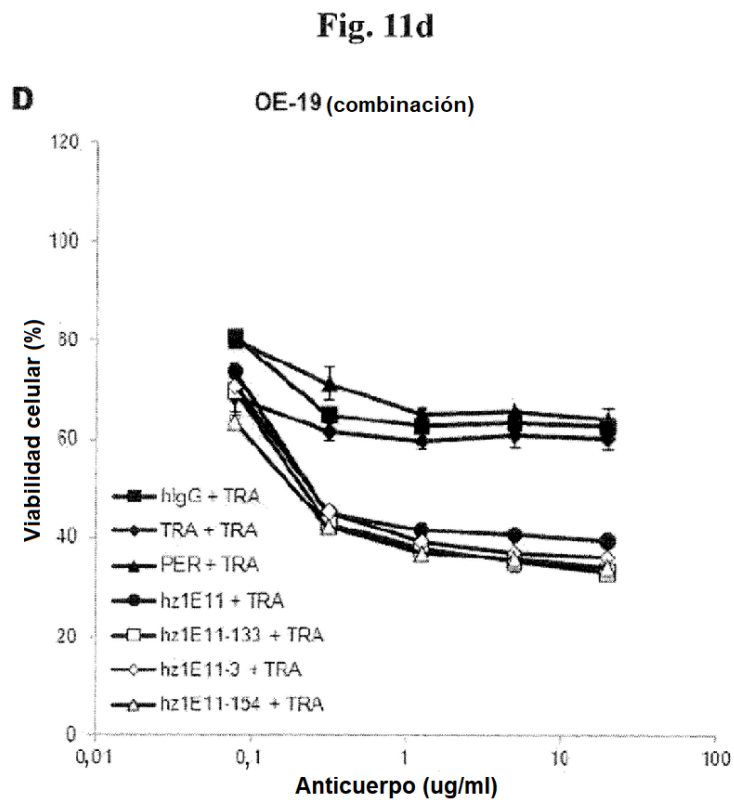 Fig. 11d
D
OE-19 (combinación)
120
100
80
60
40
20
0
Viabilidad celular (%)
hIgG + TRA
TRA + TRA
PER + TRA
hz1E11 + TRA
hz1E11-133 + TRA
hz1E11-3 + TRA
hz1E11-154 + TRA
0,01
0,1
1
10
100
Anticuerpo (ug/ml)